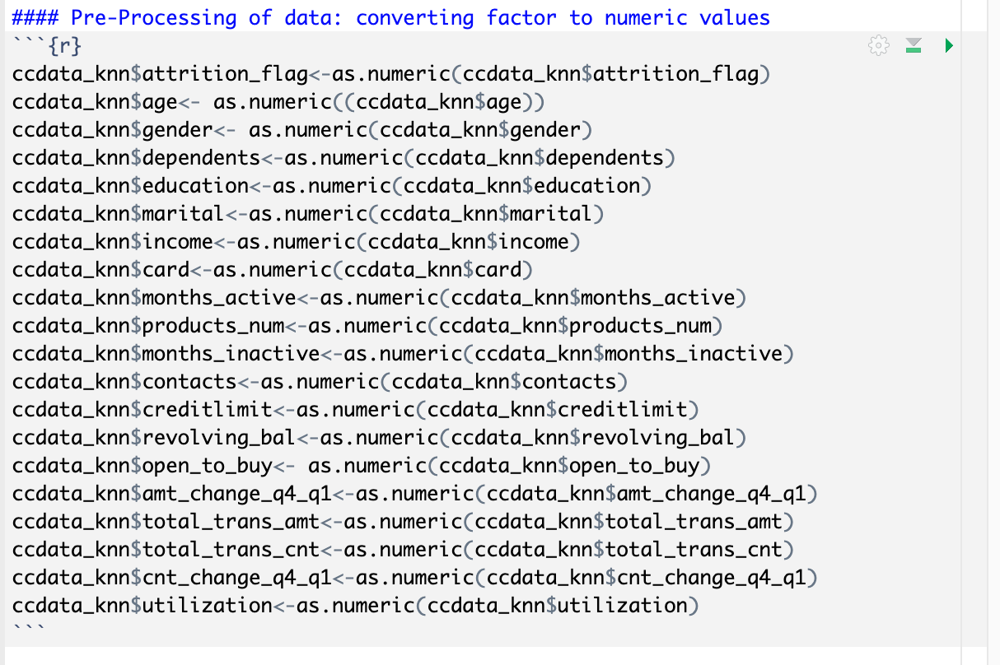 #### Pre-Processing of data: converting factor to numeric values
```{r}
ccdata_knn$attrition_flag<-as.numeric(ccdata_knn$attrition_flag)
ccdata_knn$age<- as.numeric((ccdata_knn$age))
ccdata_knn$gender<- as.numeric(ccdata_knn$gender)
ccdata_knn$dependents<-as.numeric(ccdata_knn$dependents)
ccdata_knn$education<-as.numeric(ccdata_knn$education)
ccdata_knn$marital<-as.numeric(ccdata_knn$marital)
ccdata_knn$income<-as.numeric(ccdata_knn$income)
ccdata_knn$card<-as.numeric(ccdata_knn$card)
ccdata_knn$months_active<-as.numeric(ccdata_knn$months_active)
ccdata_knn$products_num<-as.numeric(ccdata_knn$products_num)
ccdata_knn$months_inactive<-as.numeric(ccdata_knn$months_inactive)
ccdata_knn$contacts<-as.numeric(ccdata_knn$contacts)
ccdata_knn$creditlimit<-as.numeric(ccdata_knn$creditlimit)
ccdata_knn$revolving_bal<-as.numeric(ccdata_knn$revolving_bal)
ccdata_knn$open_to_buy<- as.numeric(ccdata_knn$open_to_buy)
ccdata_knn$amt_change_q4_q1<-as.numeric(ccdata_knn$amt_change_q4_q1)
ccdata_knn$total_trans_amt<-as.numeric(ccdata_knn$total_trans_amt)
ccdata_knn$total_trans_cnt<-as.numeric(ccdata_knn$total_trans_cnt)
ccdata_knn$cnt_change_q4_q1<-as.numeric(ccdata_knn$cnt_change_q4_q1)
ccdata_knn$utilization<-as.numeric(ccdata_knn$utilization)
```